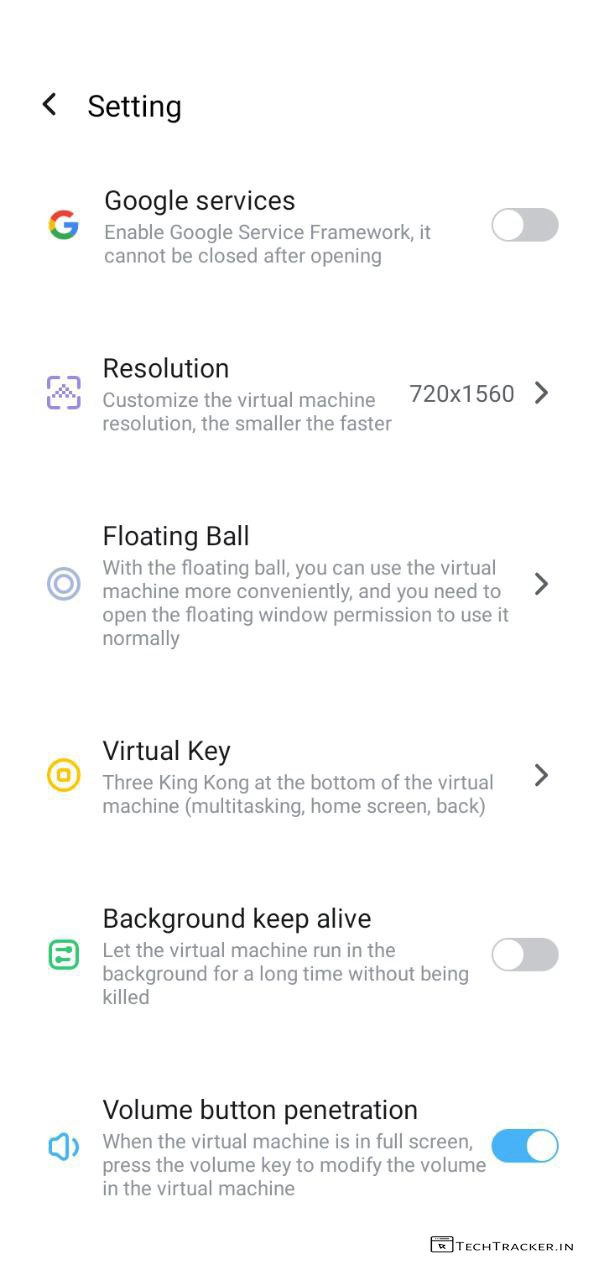 Setting
Google services
Enable Google Service Framework, it
cannot be closed after opening
Resolution
Customize the virtual machine
resolution, the smaller the faster
720x1560
Floating Ball
With the floating ball, you can use the virtual
machine more conveniently, and you need to
open the floating window permission to use it
normally
Virtual Key
Three King Kong at the bottom of the virtual
machine (multitasking, home screen, back)
Background keep alive
Let the virtual machine run in the
background for a long time without being
killed
Volume button penetration
When the virtual machine is in full screen,
press the volume key to modify the volume
in the virtual machine
TECHTRACKER.IN